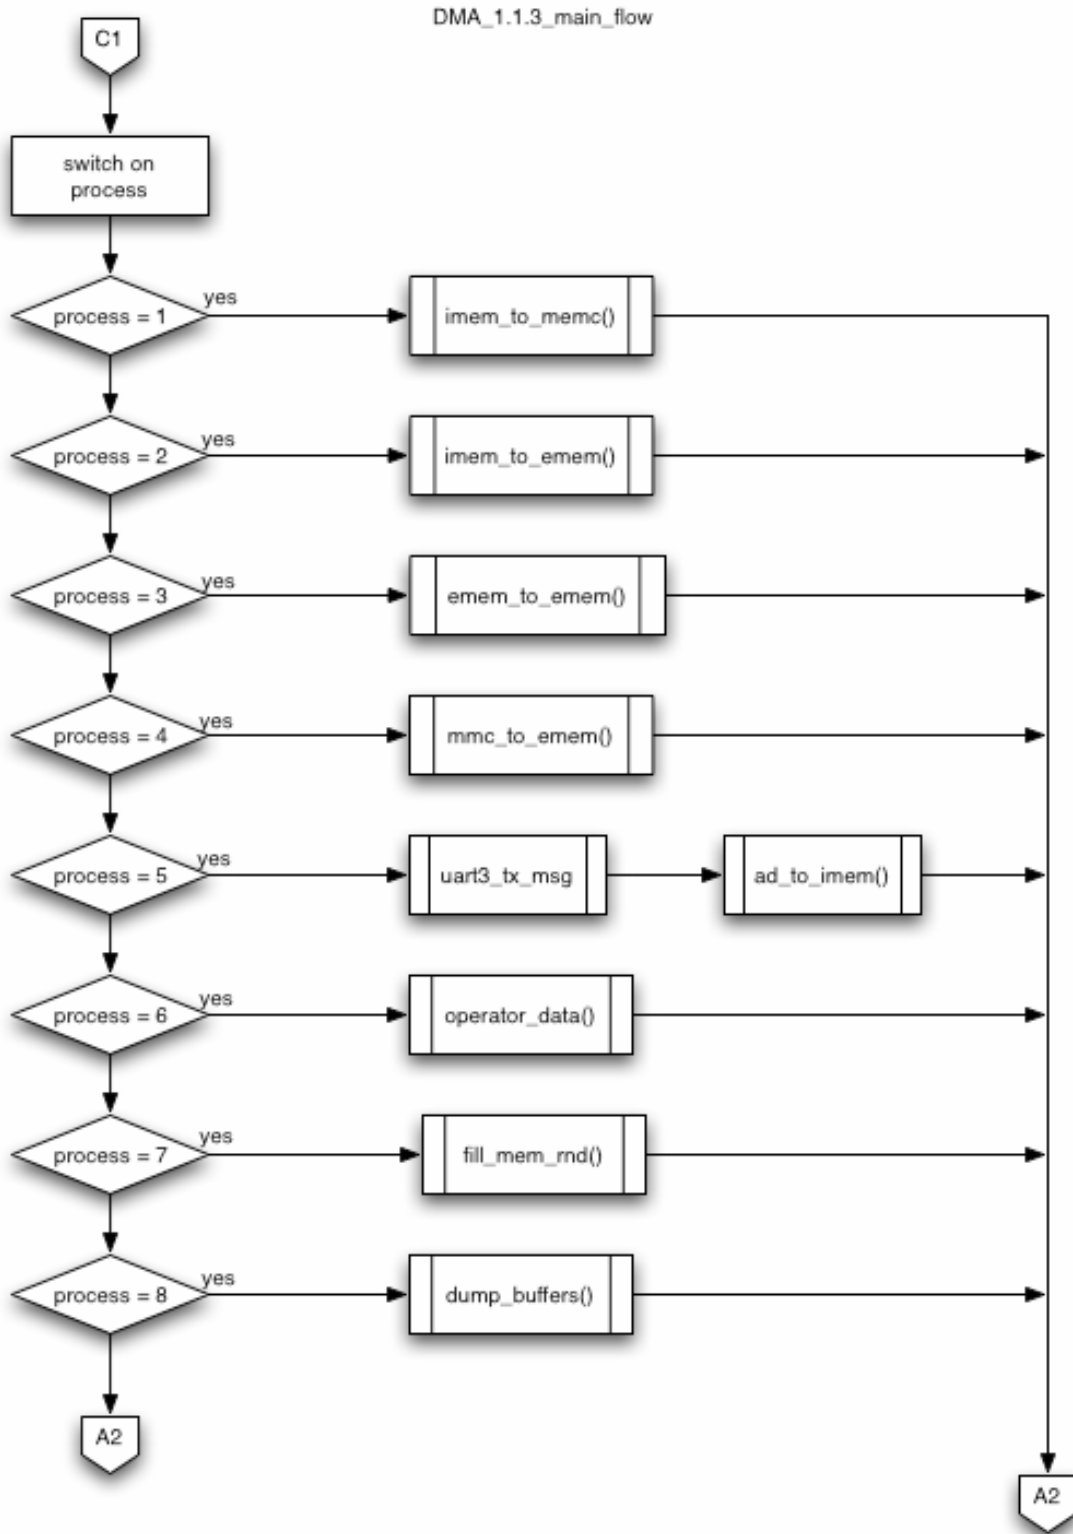 DMA_1.1.3_main_flow
C1
switch on
process
process = 1
yes
imem_to_memc()
process = 2
yes
imem_to_emem()
process = 3
yes
emem_to_emem()
process = 4
yes
mmc_to_emem()
process = 5
yes
uart3_tx_msg
ad_to_imem()
process = 6
yes
operator_data()
process = 7
yes
fill_mem_rnd()
process = 8
yes
dump_buffers()
A2
A2